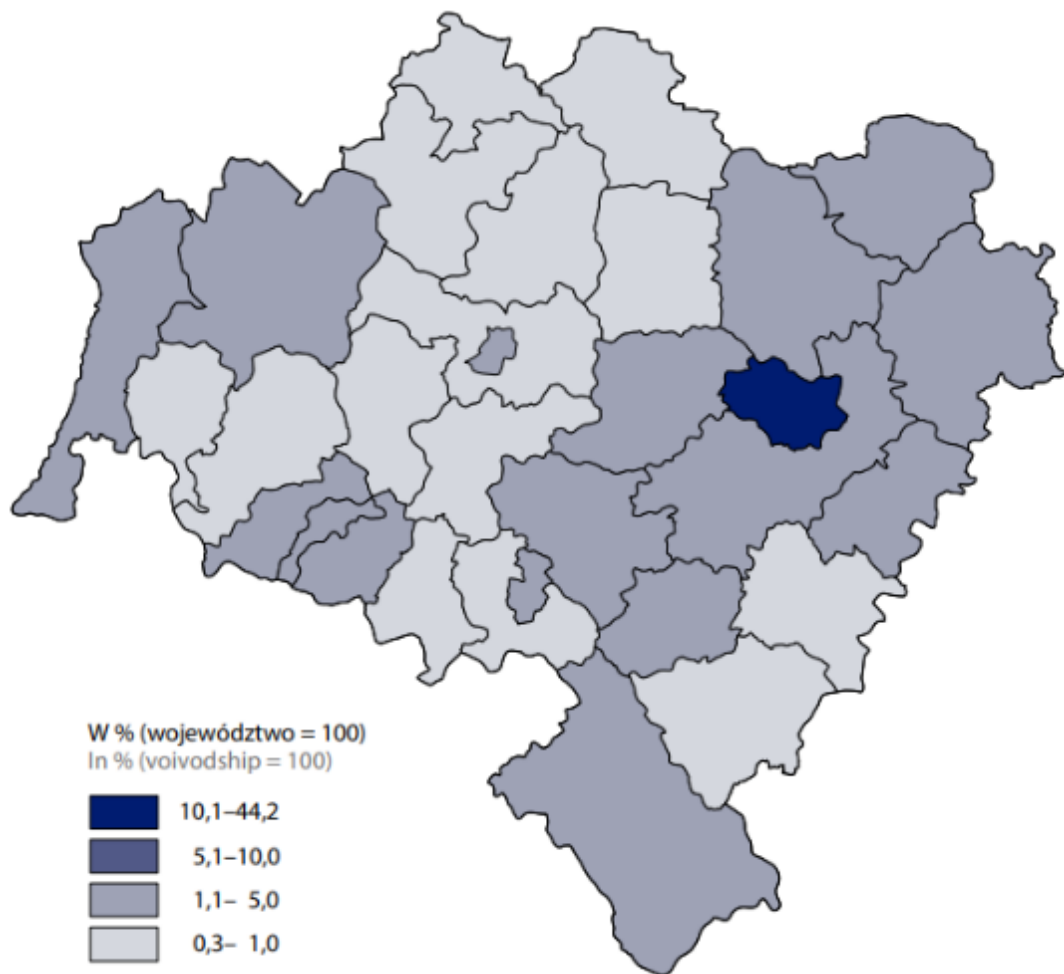 W % (województwo = 100)
In % (voivodship = 100)
10,1–44,2
5,1–10,0
1,1– 5,0
0,3– 1,0